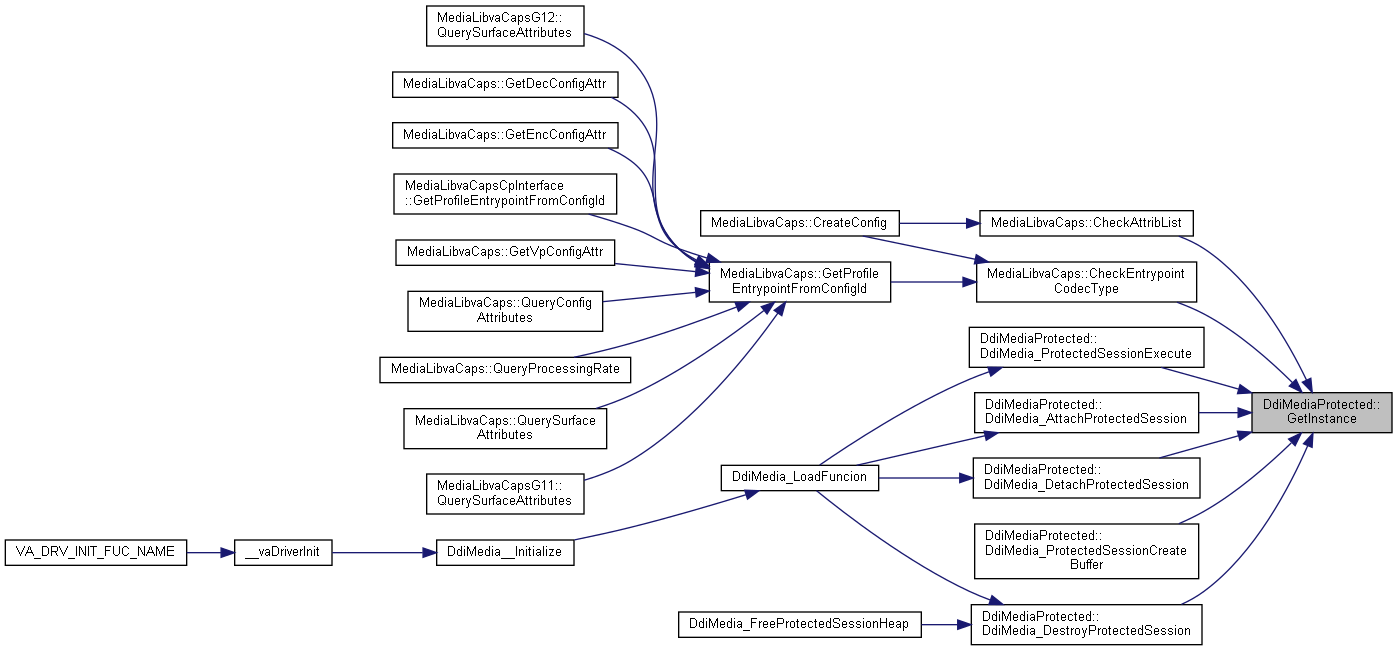 MediaLibvaCapsG12::
QuerySurfaceAttributes
MediaLibvaCaps::GetDecConfigAttr
MediaLibvaCaps::GetEncConfigAttr
MediaLibvaCapsCpInterface
::GetProfileEntrypointFromConfigId
MediaLibvaCaps::GetVpConfigAttr
MediaLibvaCaps::QueryConfig
Attributes
MediaLibvaCaps::QueryProcessingRate
MediaLibvaCaps::QuerySurface
Attributes
MediaLibvaCapsG11::
QuerySurfaceAttributes
MediaLibvaCaps::CreateConfig
MediaLibvaCaps::GetProfile
EntrypointFromConfigId
MediaLibvaCaps::CheckAttribList
MediaLibvaCaps::CheckEntrypoint
CodecType
DdiMediaProtected::
DdiMedia_ProtectedSessionExecute
DdiMediaProtected::
DdiMedia_AttachProtectedSession
DdiMediaProtected::
DdiMedia_DetachProtectedSession
DdiMediaProtected::
DdiMedia_ProtectedSessionCreate
Buffer
DdiMediaProtected::
DdiMedia_DestroyProtectedSession
DdiMediaProtected::
GetInstance
DdiMedia_LoadFuncion
DdiMedia_FreeProtectedSessionHeap
VA_DRV_INIT_FUC_NAME
__vaDriverInit
DdiMedia__Initialize